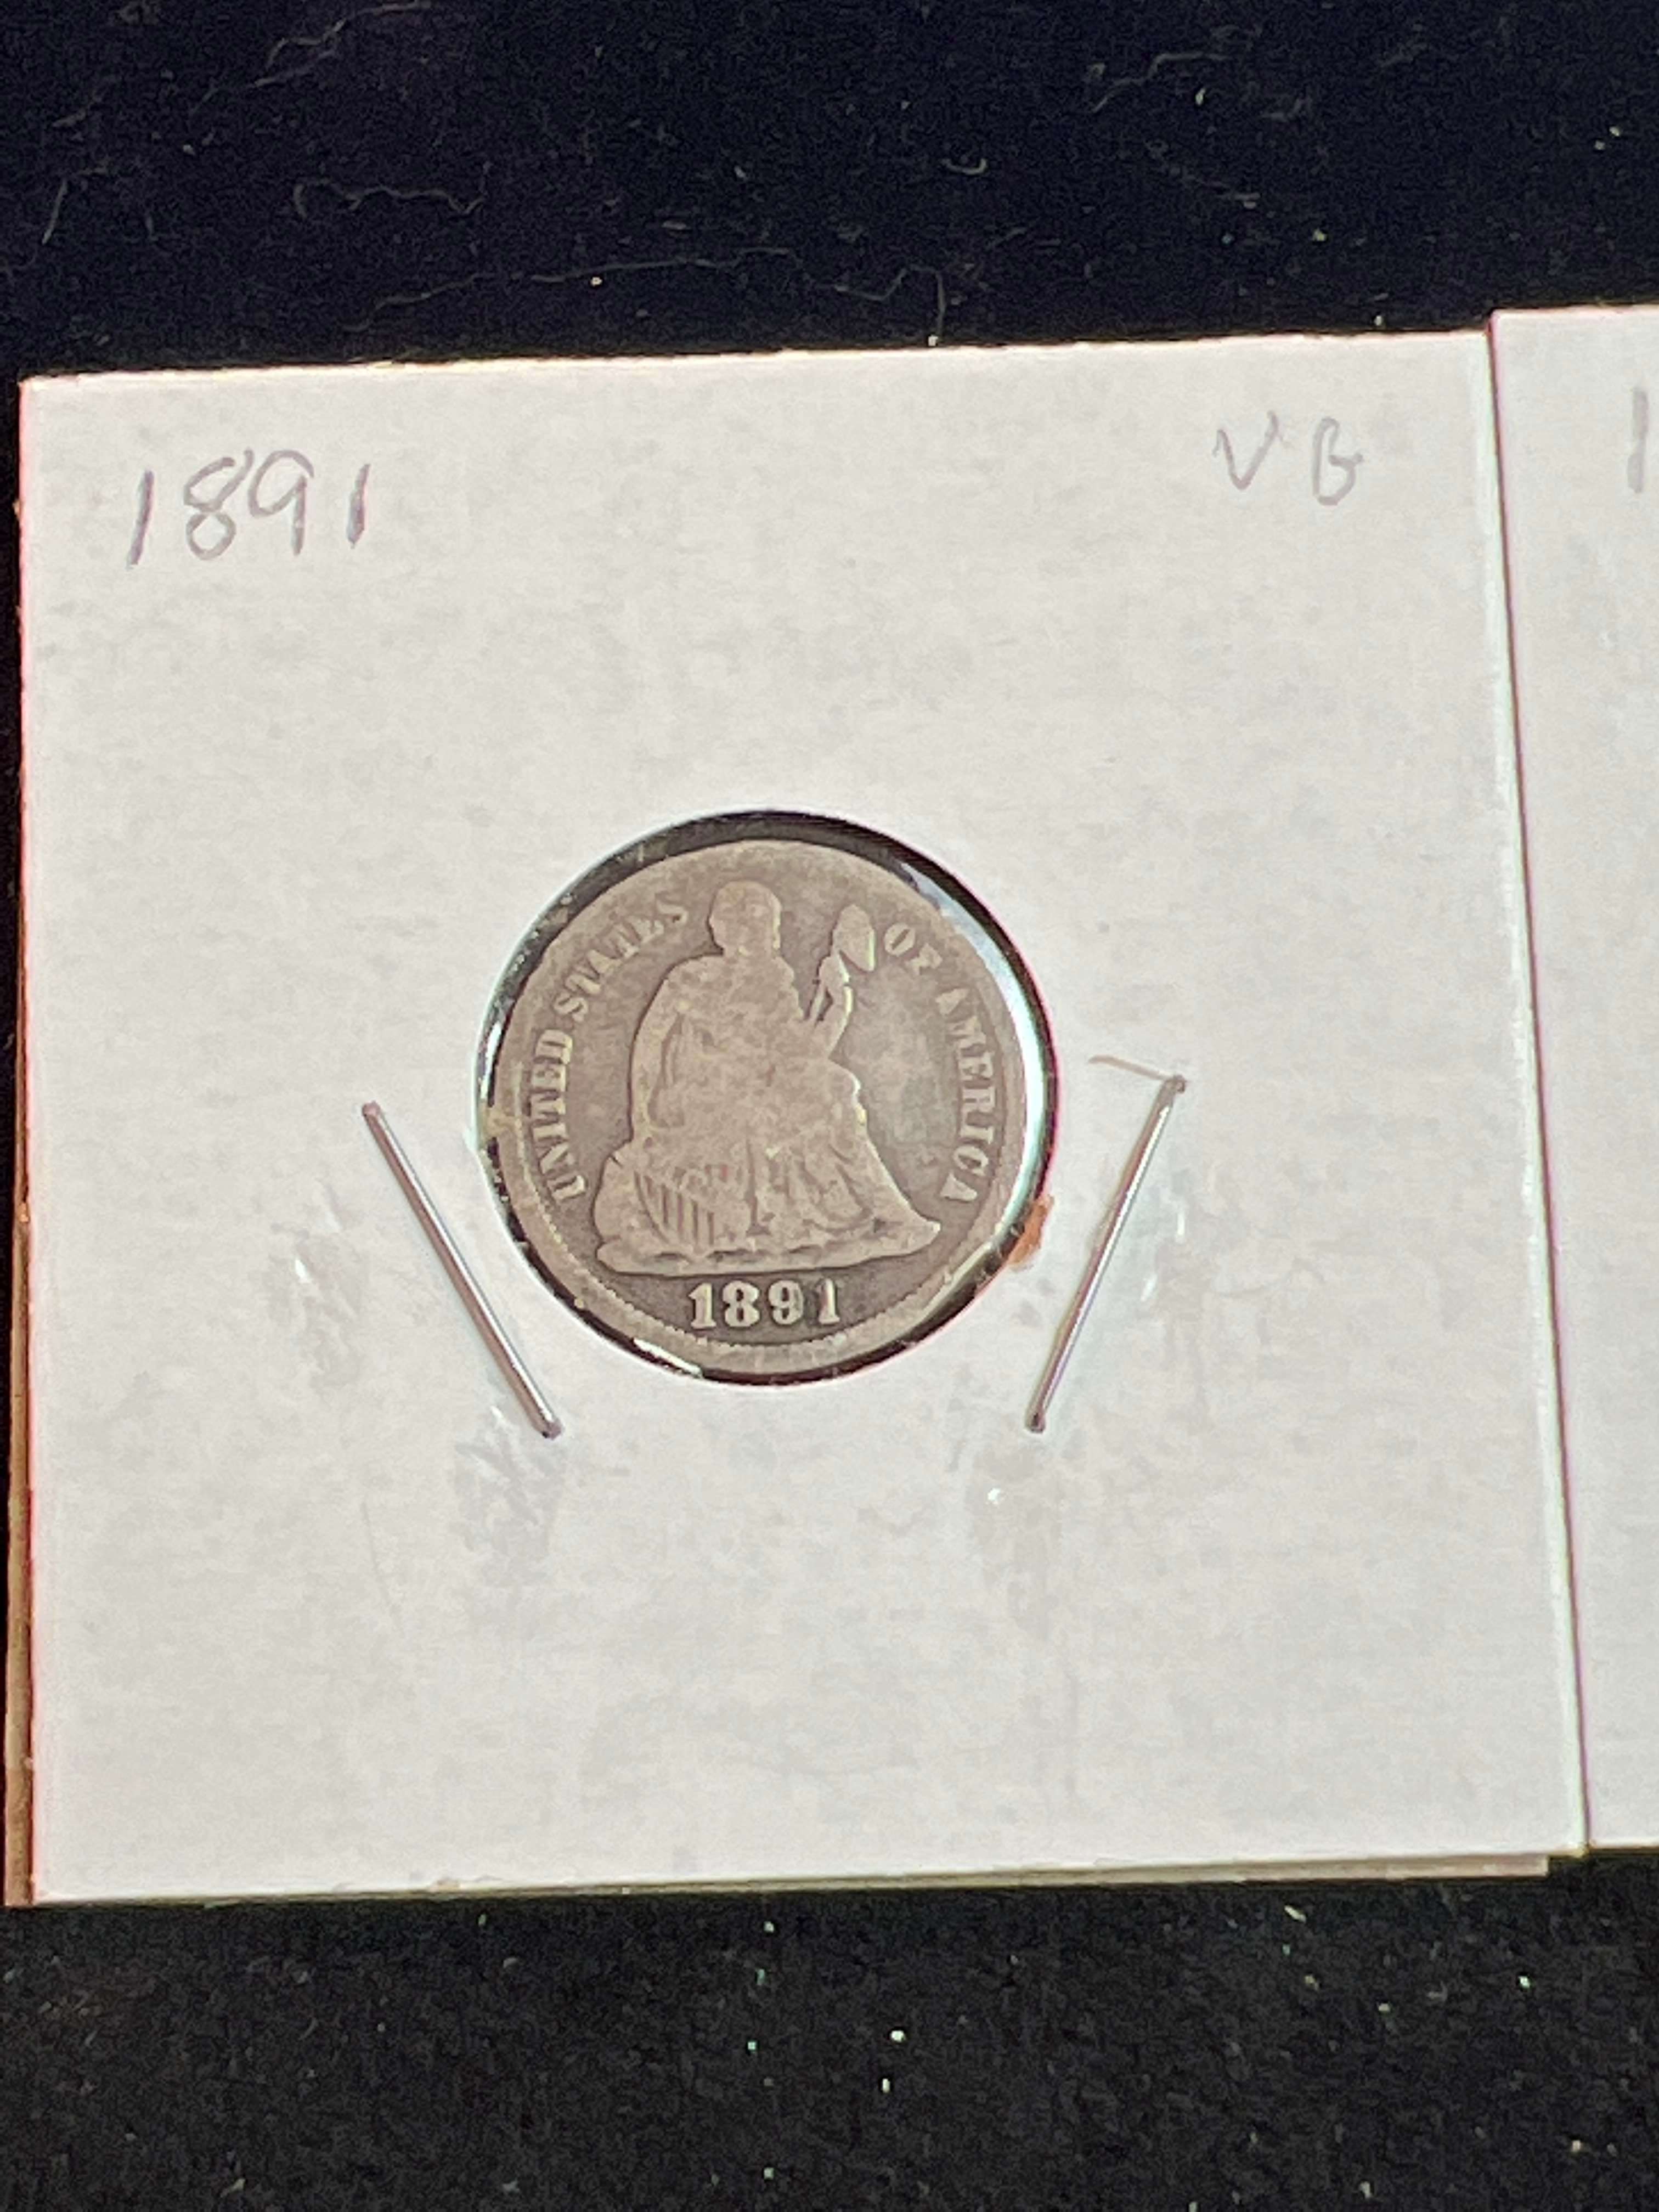 1891 VG
UNITED STATES OF AMERICA
1891